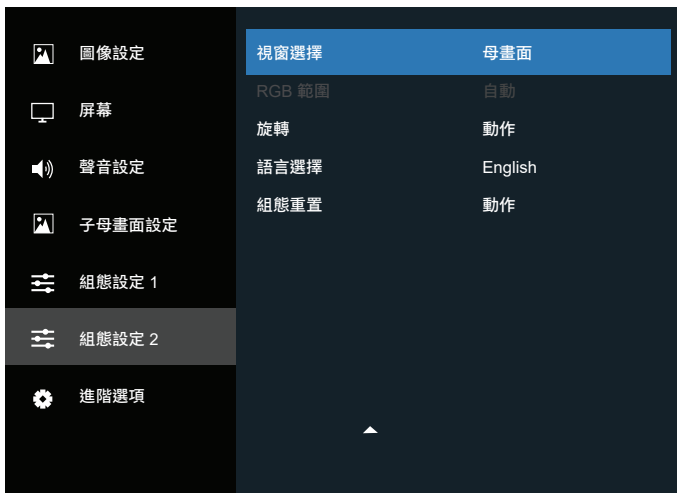 圖像設定
屏幕
聲音設定
子母畫面設定
組態設定 1
組態設定 2
進階選項
視窗選擇 母畫面
RGB 範圍 自動
旋轉 動作
語言選擇 English
組態重置 動作